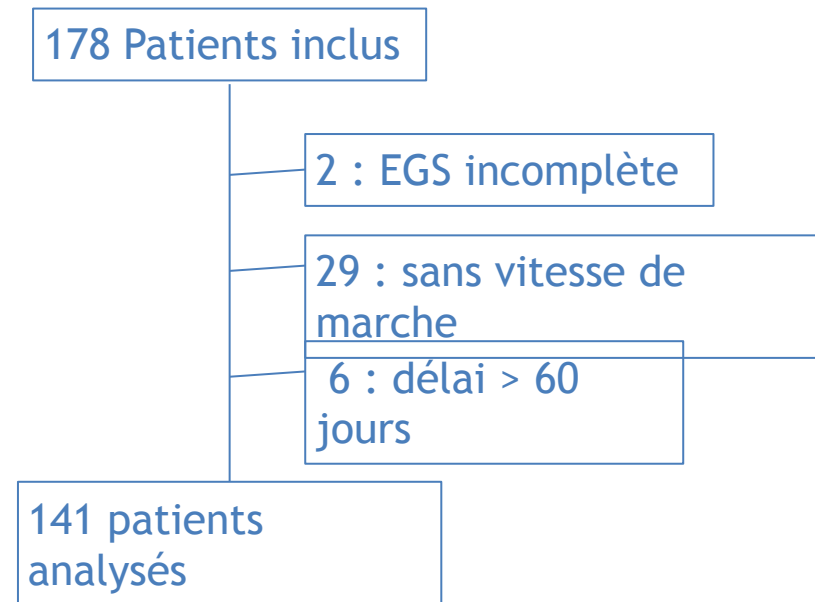 178 Patients inclus
2 : EGS incomplète
29 : sans vitesse de
marche
6 : délai > 60
jours
141 patients
analysés